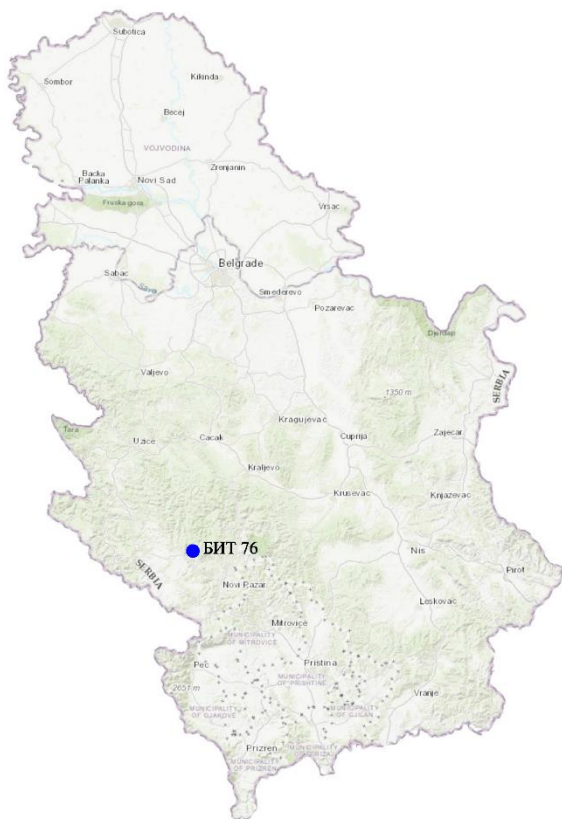 Subotica
Sombor
Kikinda
Becej
VOJVODINA
Zrenjanin
Backa
Palanka
Novi Sad
Fruska gora
Vrsac
Belgrade
Sabac
Sava
Smederevo
Pozarevac
Djerdap
SERBIA
Valjevo
1350 m
Kragujevac
Tara
Uzice
Cacak
Cuprija
Zajecar
Kraljevo
Krusevac
Knjazevac
БИТ 76
Nis
SERBIA
Pirot
Novi Pazar
Leskovac
Mitrovice
MUNICIPALITY
OF MITROVICE
Pristina
Peć
MUNICIPALITY
OF PRISHTINE
2651 m
Vranje
MUNICIPALITY
OF GJAKOVE
MUNICIPALITY
OF GJILAN
Prizren
MUNICIPALITY
OF PRIZREN